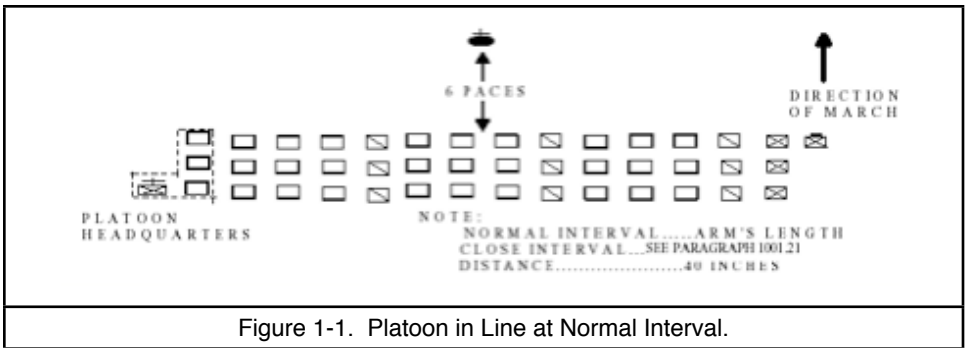 6 PACES
DIRECTION
OF MARCH
PLATOON
HEADQUARTERS
NOTE:
NORMAL INTERVAL.....ARM'S LENGTH
CLOSE INTERVAL...SEE PARAGRAPH 1001.21
DISTANCE......................40 INCHES
Figure 1-1. Platoon in Line at Normal Interval.